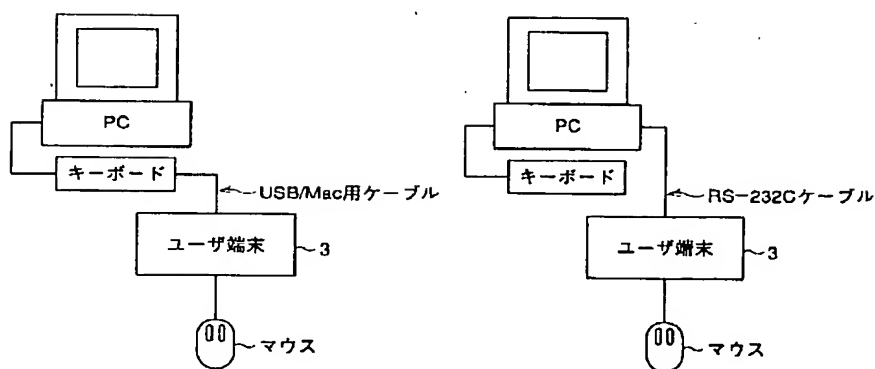 PC
キーボード
USB/Mac用ケーブル
ユーザ端末
3
マウス
PC
キーボード
RS-232Cケーブル
ユーザ端末
3
マウス